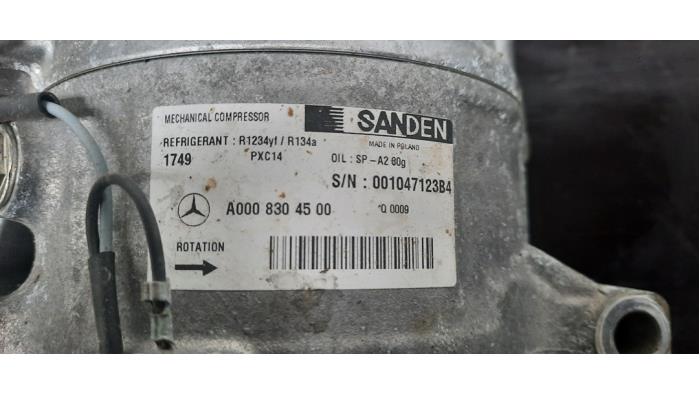 MECHANICAL COMPRESSOR
SANDEN
MADE IN POLAND
REFRIGERANT : R1234yf / R134a
1749 PXC14 OIL : SP-A2 80g
S/N : 001047123B4
A000 830 45 00 "Q 0009
ROTATION